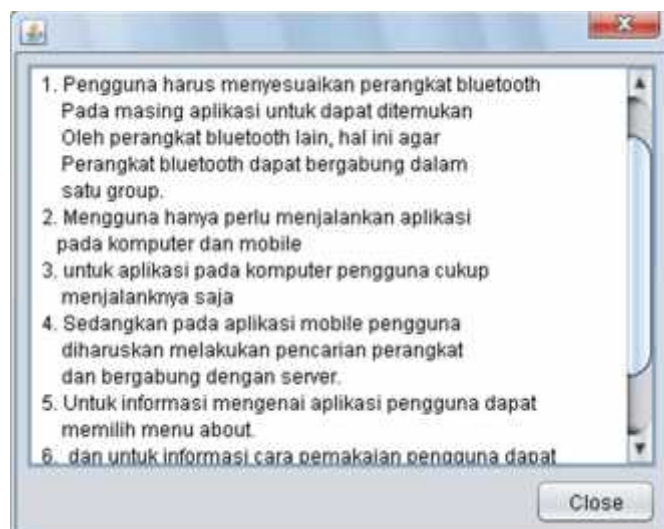 1. Pengguna harus menyesuaikan perangkat bluetooth
Pada masing aplikasi untuk dapat ditemukan
Oleh perangkat bluetooth lain, hal ini agar
Perangkat bluetooth dapat bergabung dalam
satu group.
2. Mengguna hanya perlu menjalankan aplikasi
pada komputer dan mobile
3. untuk aplikasi pada komputer pengguna cukup
menjalanknya saja
4. Sedangkan pada aplikasi mobile pengguna
diharuskan melakukan pencarian perangkat
dan bergabung dengan server.
5. Untuk informasi mengenai aplikasi pengguna dapat
memilih menu about.
6. dan untuk informasi cara pemakaian pengguna dapat
Close